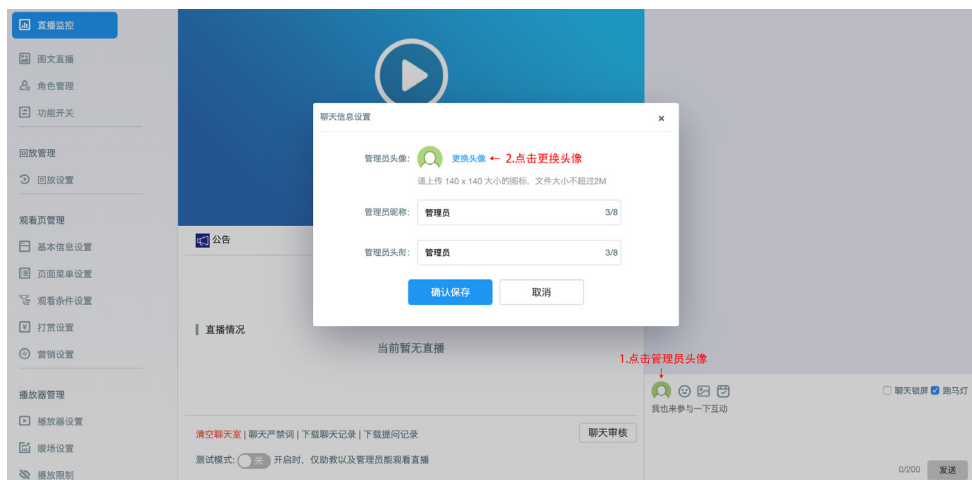 直播监控
图文直播
角色管理
功能开关
回放管理
回放设置
观看页管理
基本信息设置
页面菜单设置
观看条件设置
打赏设置
营销设置
播放器管理
播放器设置
暖场设置
播放限制
公告
直播情况
当前暂无直播
清空聊天室 | 聊天严禁词 | 下载聊天记录 | 下载提问记录
聊天审核
测试模式: 关 开启时，仅助教以及管理员能观看直播
聊天信息设置 ×
管理员头像: 更换头像 ← 2.点击更换头像
请上传 140 x 140 大小的图标，文件大小不超过2M
管理员昵称: 管理员 3/8
管理员头衔: 管理员 3/8
确认保存 取消
1.点击管理员头像
↓
聊天锁屏 跑马灯
我也来参与一下互动
0/200 发送